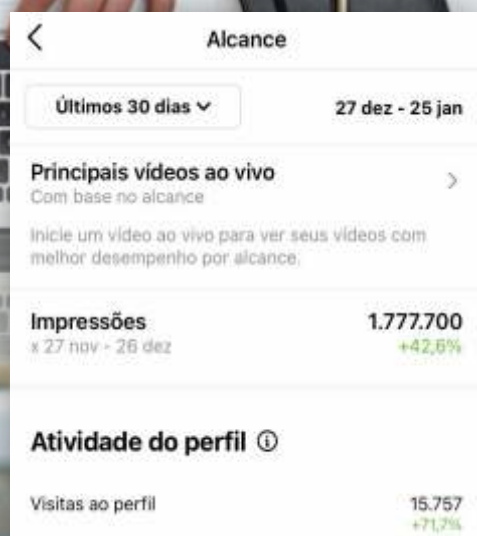 Alcance
Últimos 30 dias
27 dez - 25 jan
Principais vídeos ao vivo
Com base no alcance
Inicie um vídeo ao vivo para ver seus vídeos com
melhor desempenho por alcance.
Impressões 1.777.700
x 27 nov - 26 dez +42,6%
Atividade do perfil
Visitas ao perfil 15.757
+71,7%